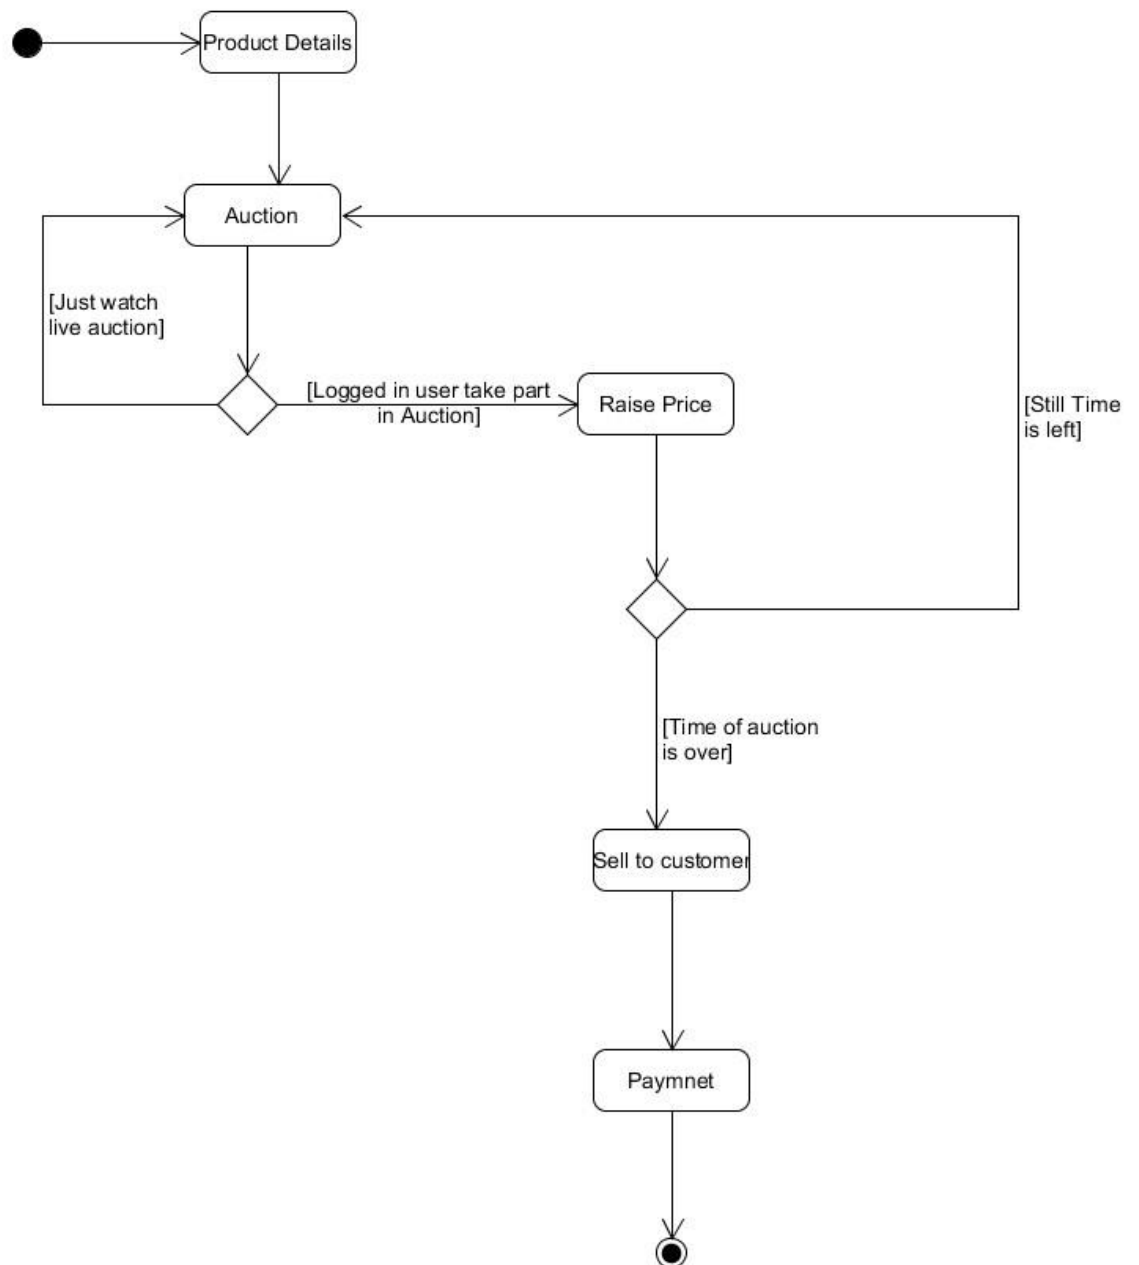 Product Details
Auction
[Just watch
live auction]
[Logged in user take part
in Auction]
Raise Price
[Still Time
is left]
[Time of auction
is over]
Sell to customer
Paymnet